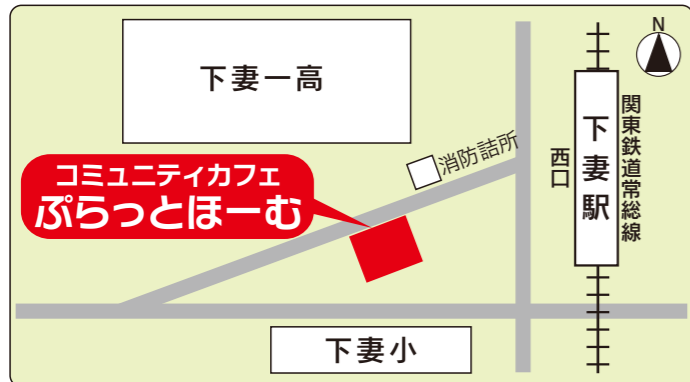 下妻一高
N
関東鉄道常総線
下妻駅
西口
消防詰所
コミュニティカフェ
ぷらっとほーむ
下妻小